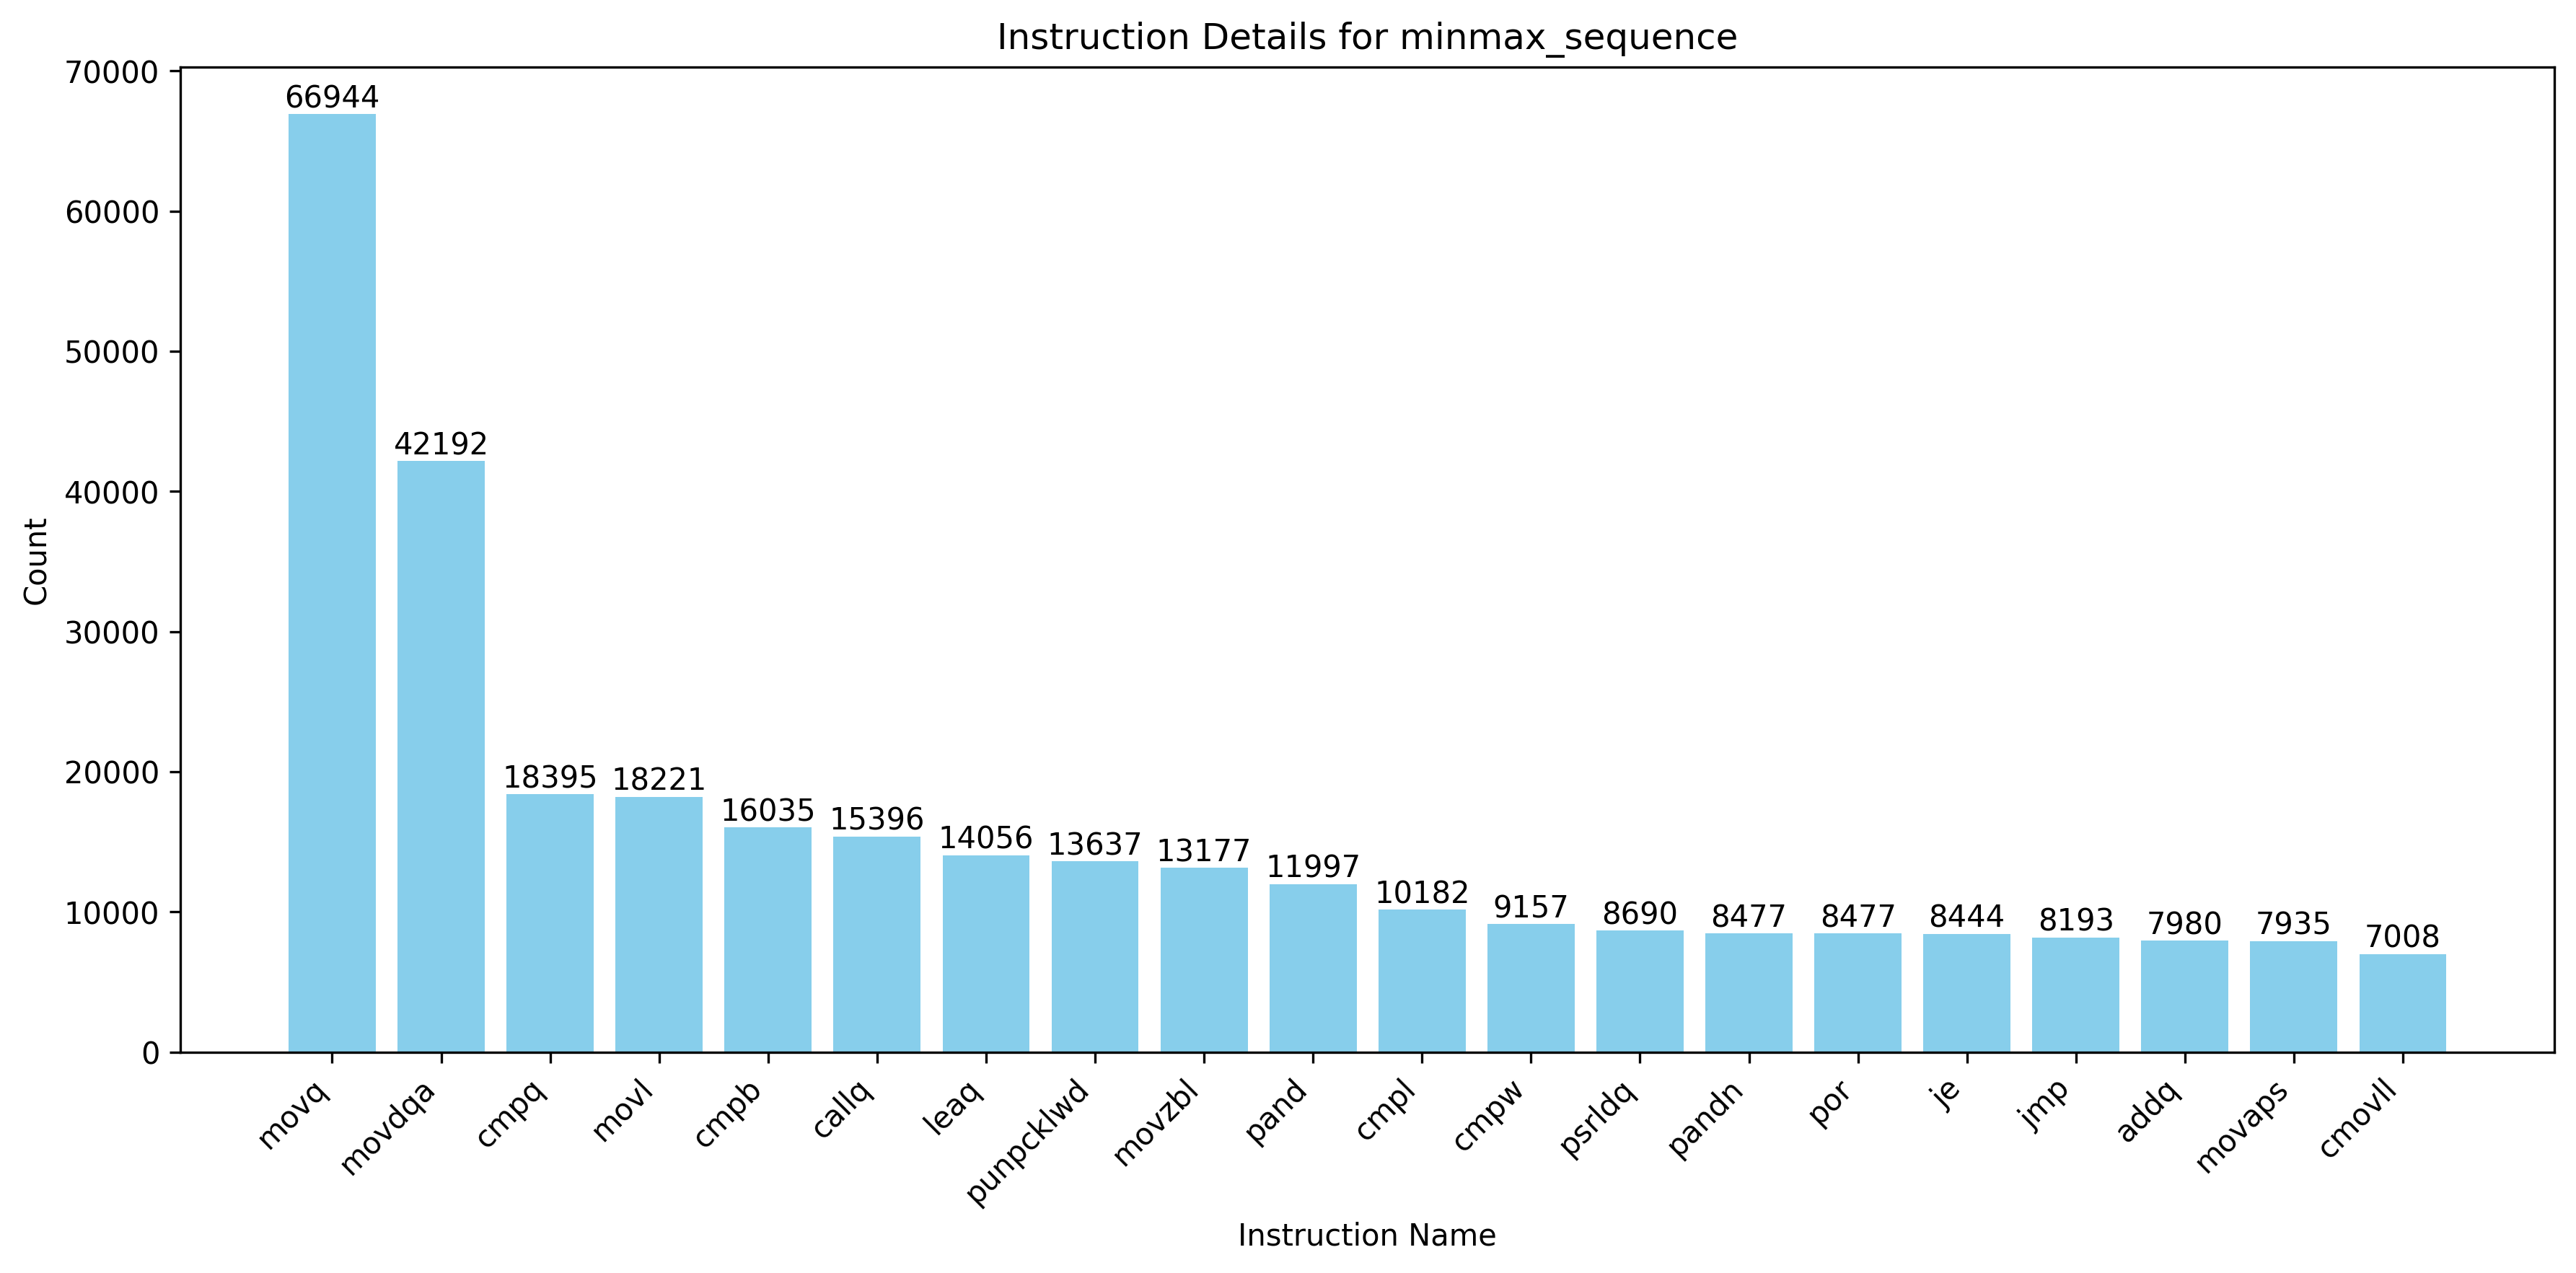 Instruction Details for minmax_sequence
70000
60000
50000
40000
30000
20000
10000
0
Count
66944
42192
18395
18221
16035
15396
14056
13637
13177
11997
10182
9157
8690
8477
8477
8444
8193
7980
7935
7008
movq
movdqa
cmpq
movl
cmpb
callq
leaq
punpcklwd
movzbl
pand
cmpl
cmpw
psrldq
pandn
por
je
jmp
addq
movaps
cmovll
Instruction Name